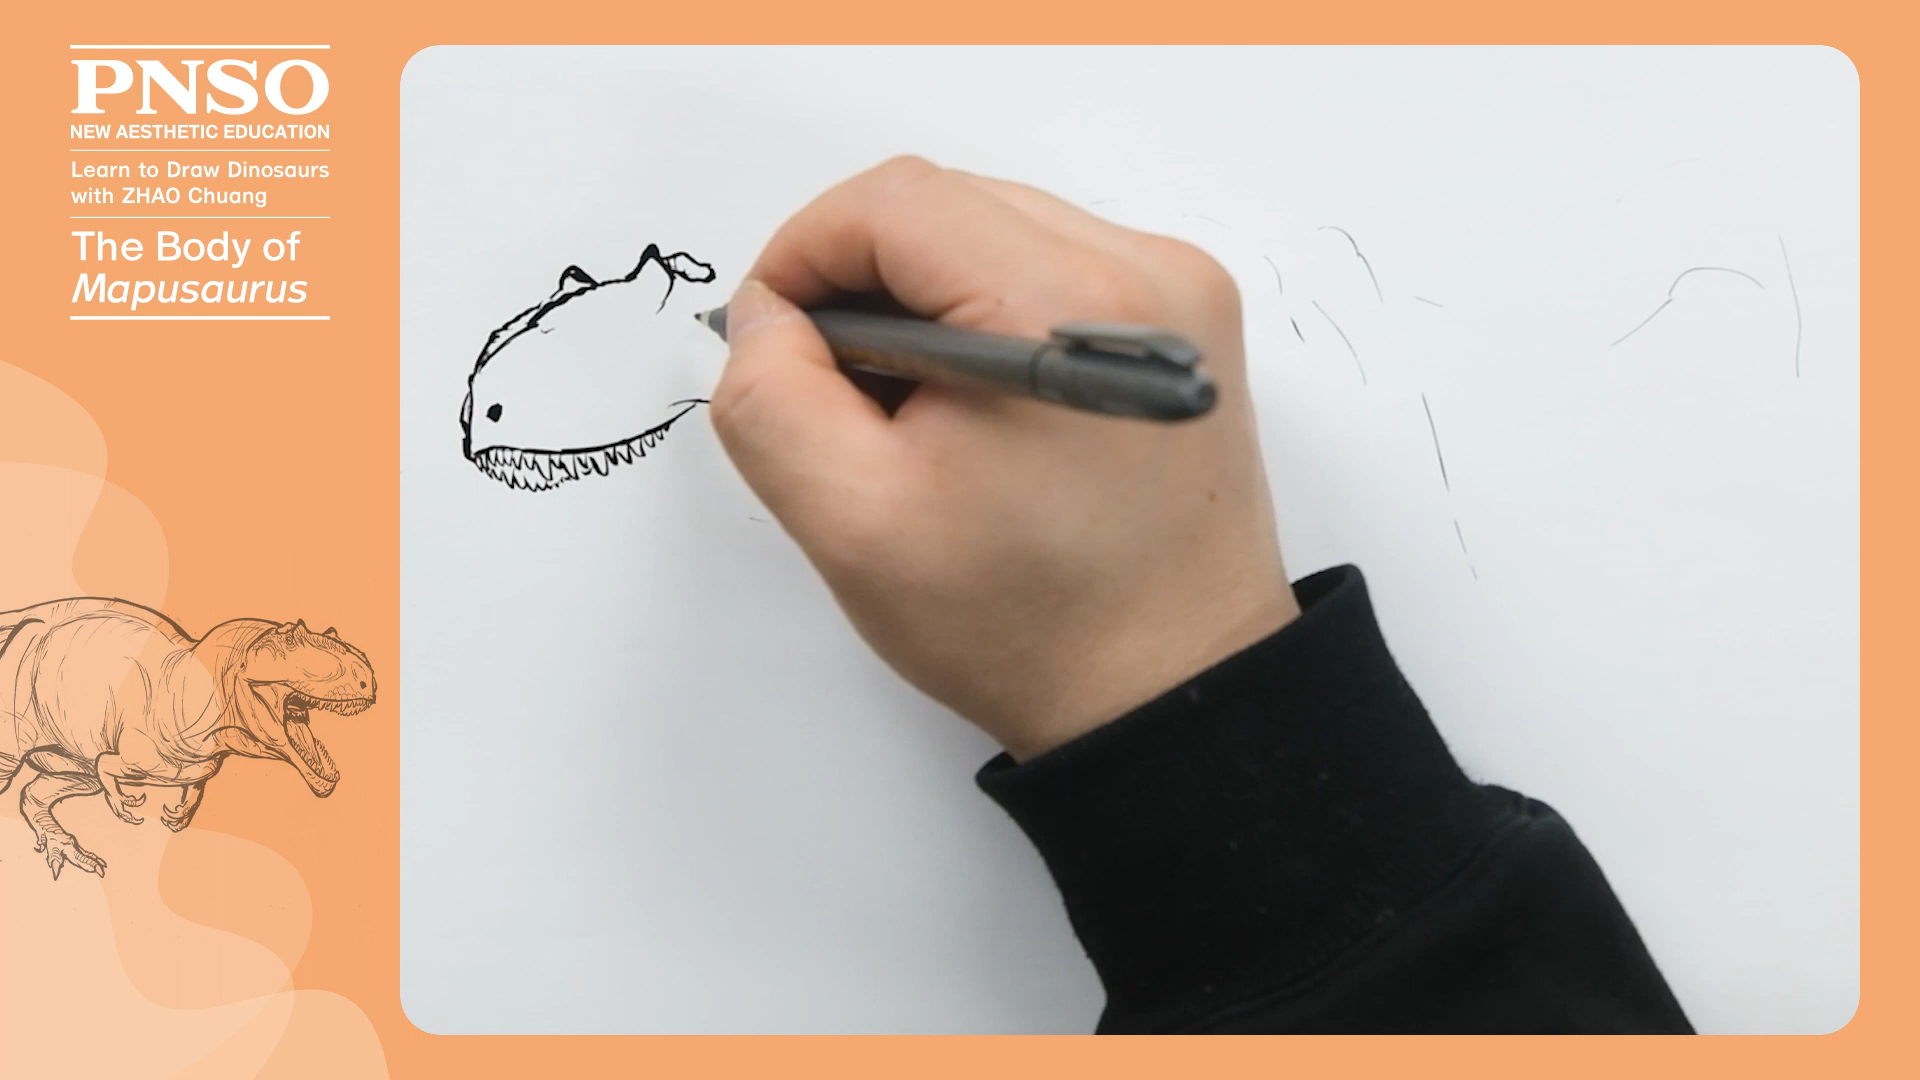 PNSO
NEW AESTHETIC EDUCATION
Learn to Draw Dinosaurs
with ZHAO Chuang
The Body of
Mapusaurus